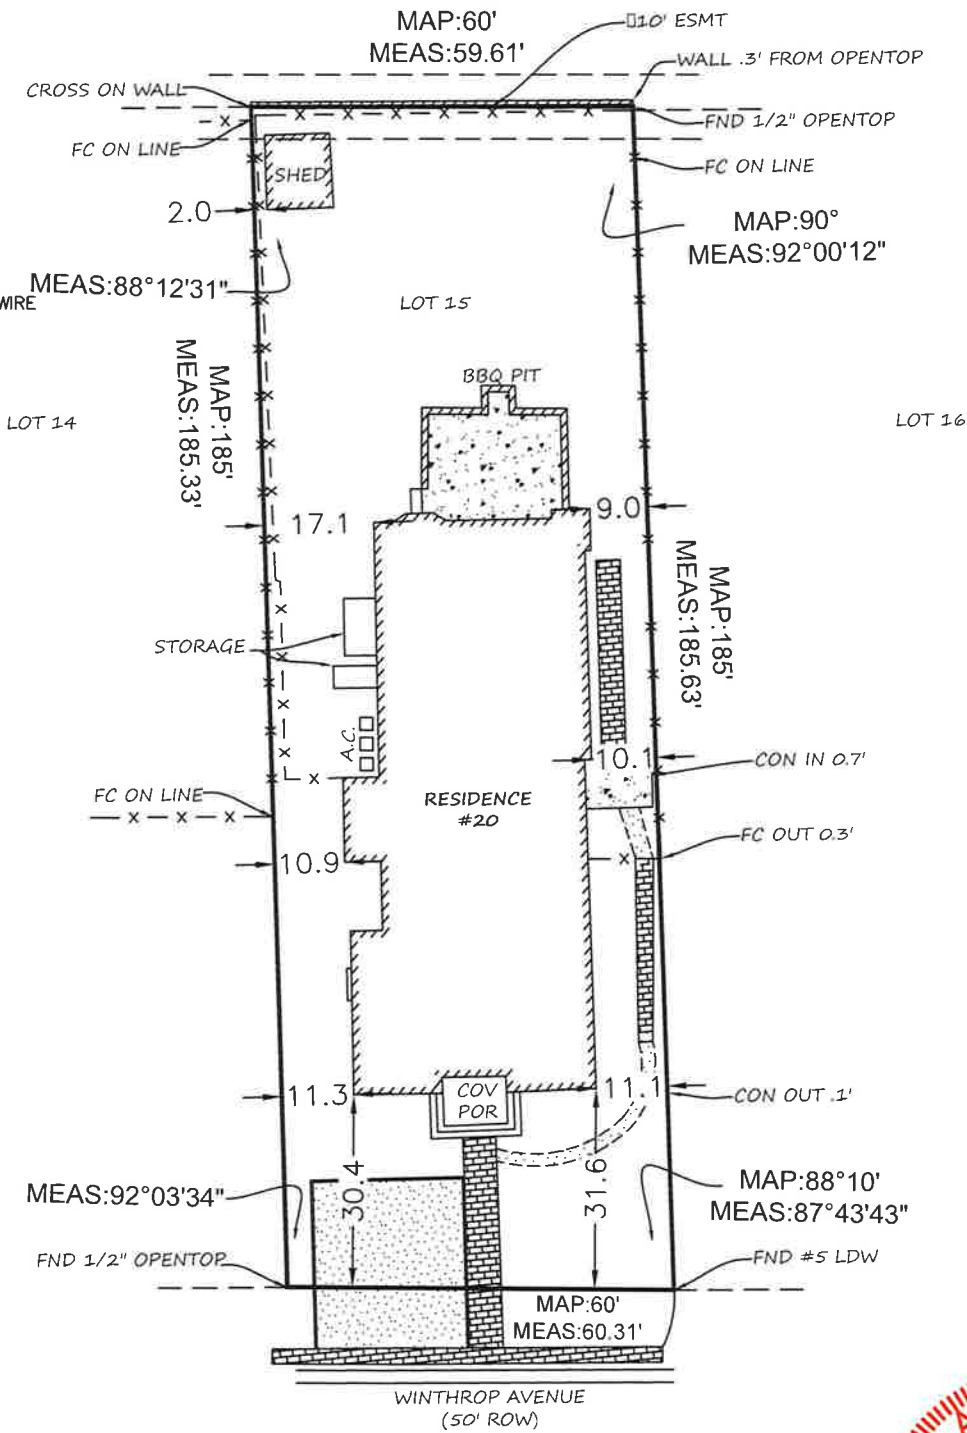 MAP:60'
MEAS:59.61'
10' ESMT
WALL .3' FROM OPENTOP
CROSS ON WALL
FND 1/2" OPENTOP
FC ON LINE
FC ON LINE
SHED
2.0
MAP:90°
MEAS:92°00'12"
MEAS:88°12'31"
WIRE
LOT 15
MAP:185'
MEAS:185.33'
BBQ PIT
LOT 14
LOT 16
17.1
9.0
MAP:185'
MEAS:185.63'
STORAGE
A.C.
10.1
CON IN 0.7'
FC ON LINE
RESIDENCE
#20
FC OUT 0.3'
10.9
11.3
COV
POR
11.1
CON OUT .1'
30.4
31.6
MEAS:92°03'34"
MAP:88°10'
MEAS:87°43'43"
FND 1/2" OPENTOP
FND #5 LDW
MAP:60'
MEAS:60.31'
WINTHROP AVENUE
(50' ROW)